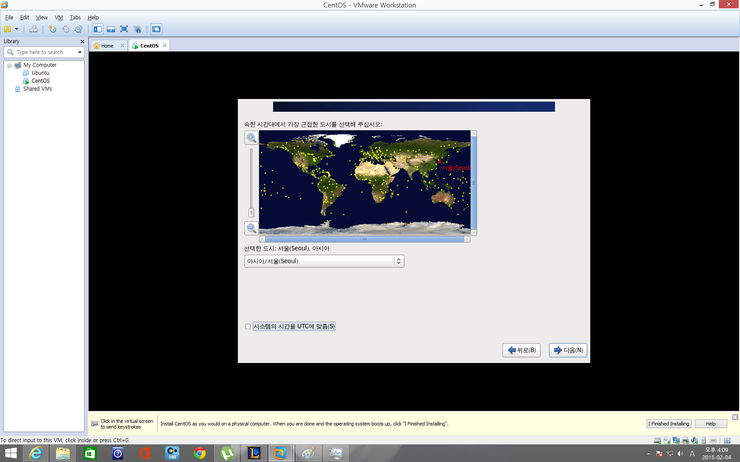 CentOS - VMware Workstation
File Edit View VM Tabs Help
Library
Type here to search
My Computer
Ubuntu
CentOS
Shared VMs
Home
CentOS
속한 시간대에서 가장 근접한 도시를 선택해 주십시오:
서울(Seoul)
선택한 도시: 서울(Seoul), 아시아
아시아/서울(Seoul)
시스템의 시간을 UTC에 맞춤(S)
뒤로(B)
다음(N)
Click in the virtual screen
to send keystrokes
Install CentOS as you would on a physical computer. When you are done and the operating system boots up, click "I Finished Installing".
I Finished Installing
Help
To direct input to this VM, click inside or press Ctrl+G.
A
오후 4:09
2015-02-04